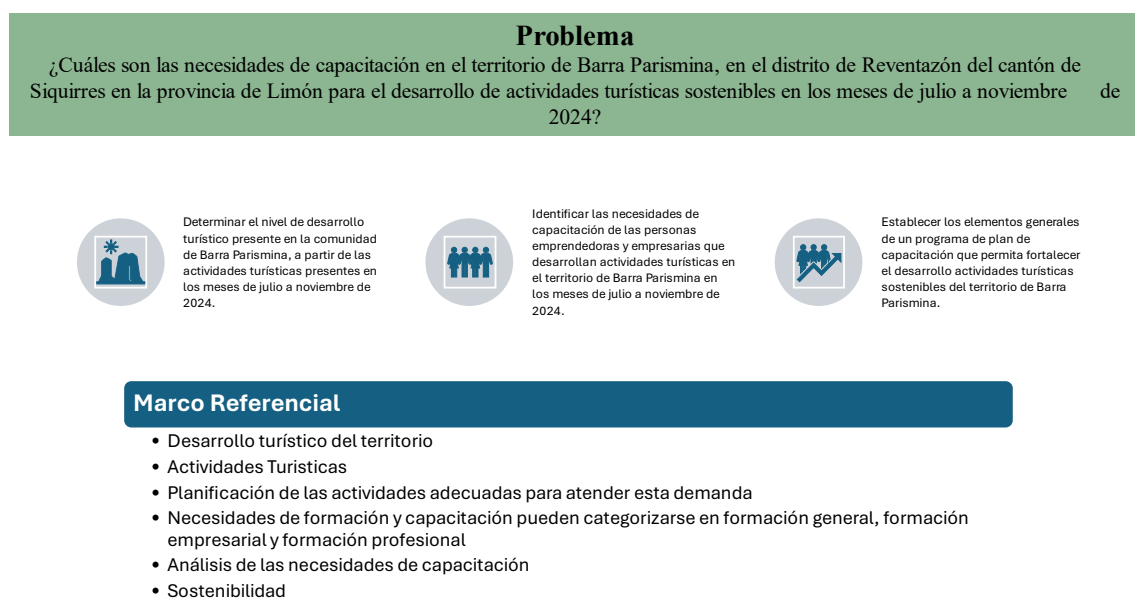 Problema
¿Cuáles son las necesidades de capacitación en el territorio de Barra Parismina, en el distrito de Reventazón del cantón de
Siquirres en la provincia de Limón para el desarrollo de actividades turísticas sostenibles en los meses de julio a noviembre de
2024?
Determinar el nivel de desarrollo
turístico presente en la comunidad
de Barra Parismina, a partir de las
actividades turísticas presentes en
los meses de julio a noviembre de
2024.
Identificar las necesidades de
capacitación de las personas
emprendedoras y empresarias que
desarrollan actividades turísticas en
el territorio de Barra Parismina en
los meses de julio a noviembre de
2024.
Establecer los elementos generales
de un programa de plan de
capacitación que permita fortalecer
el desarrollo actividades turísticas
sostenibles del territorio de Barra
Parismina.
Marco Referencial
• Desarrollo turístico del territorio
• Actividades Turisticas
• Planificación de las actividades adecuadas para atender esta demanda
• Necesidades de formación y capacitación pueden categorizarse en formación general, formación
empresarial y formación profesional
• Análisis de las necesidades de capacitación
• Sostenibilidad